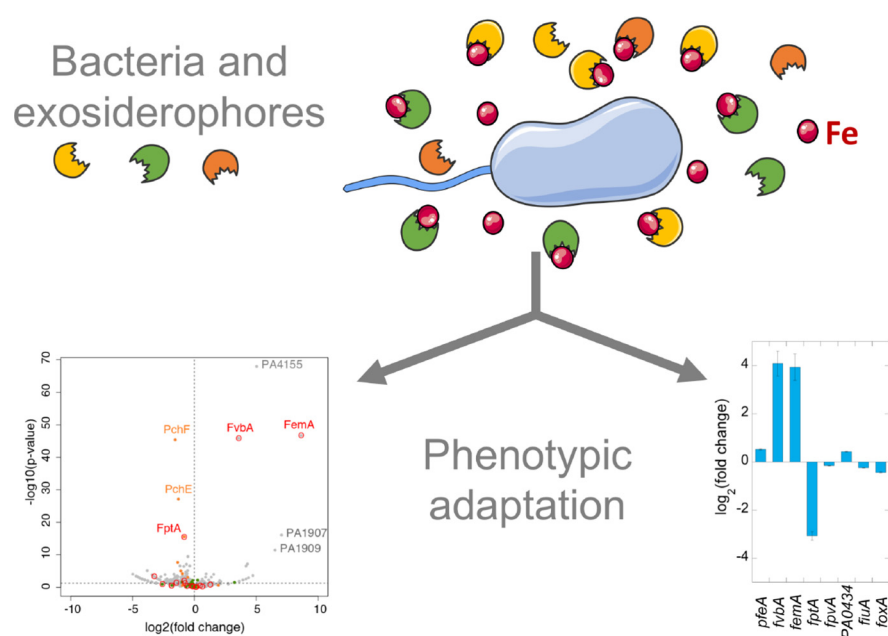 Bacteria and
exosiderophores
Fe
Phenotypic
adaptation
70
60
50
40
30
20
10
0
-log10(p-value)
PA4155
PchF
FvbA
FemA
PchE
FptA
PA1907
PA1909
-10
-5
0
5
10
log2(fold change)
4
2
0
-2
-4
log2(fold change)
pfeA
fvbA
femA
fptA
fpvA
PA0434
fiuA
foxA